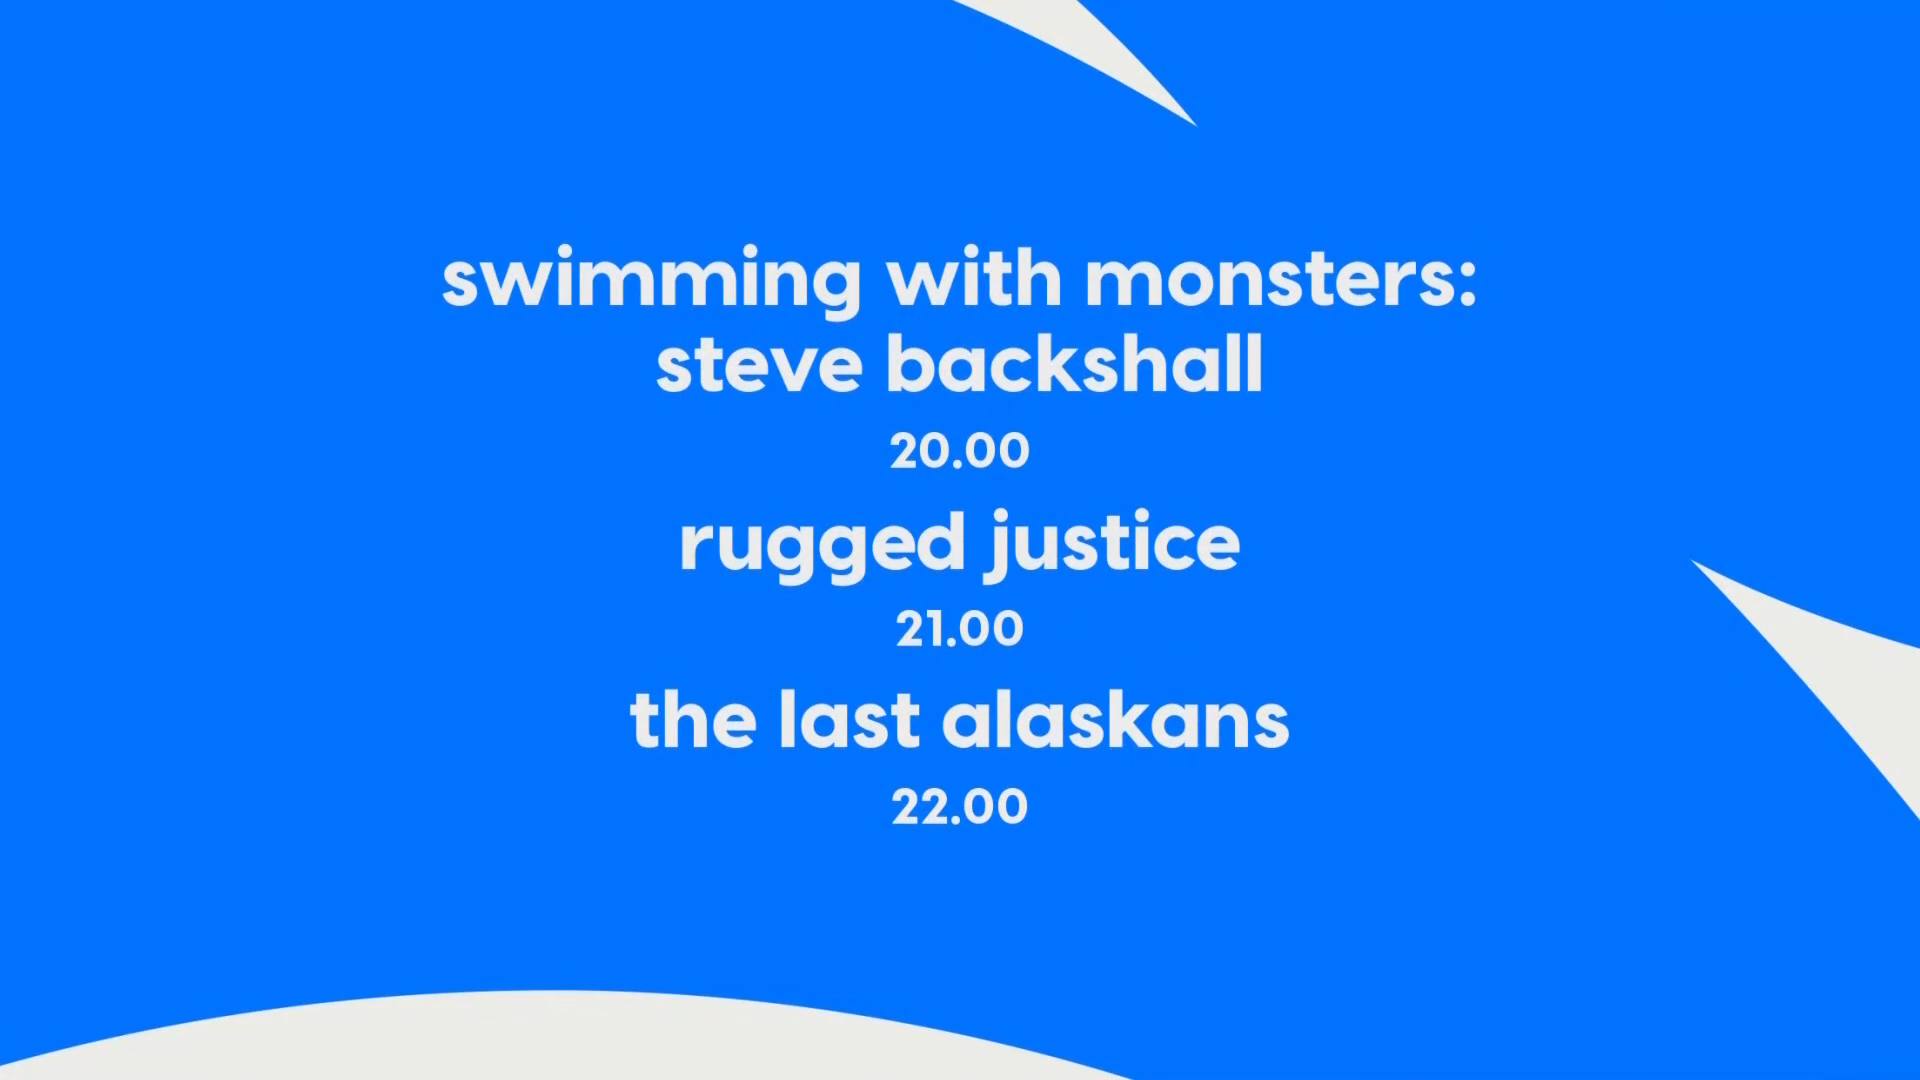 swimming with monsters:
steve backshall
20.00
rugged justice
21.00
the last alaskans
22.00